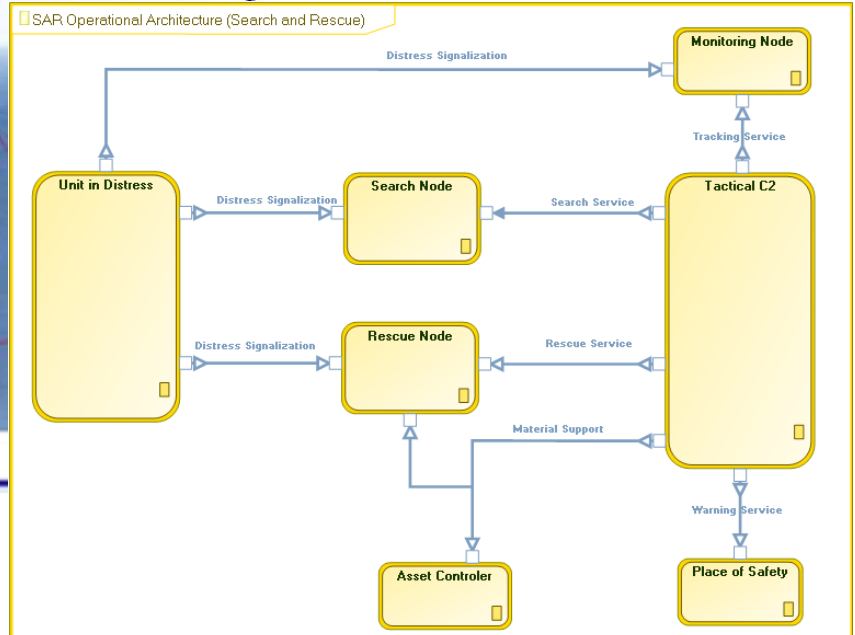 SAR Operational Architecture (Search and Rescue)
Monitoring Node
Distress Signalization
Tracking Service
Unit in Distress
Search Node
Tactical C2
Distress Signalization
Search Service
Rescue Node
Distress Signalization
Rescue Service
Material Support
Warning Service
Asset Controler
Place of Safety